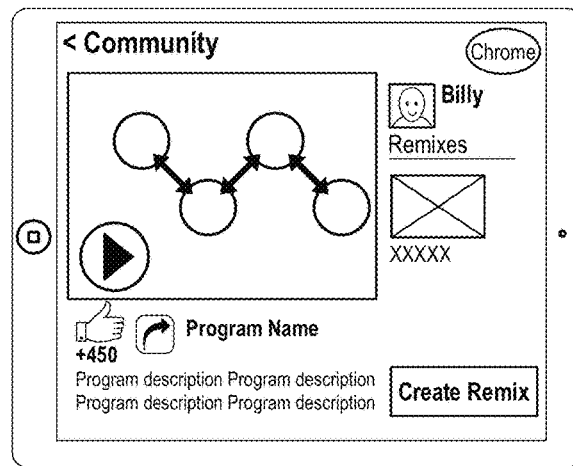 < Community
Chrome
Billy
Remixes
XXXXX
+450
Program Name
Program description Program description
Program description Program description
Create Remix